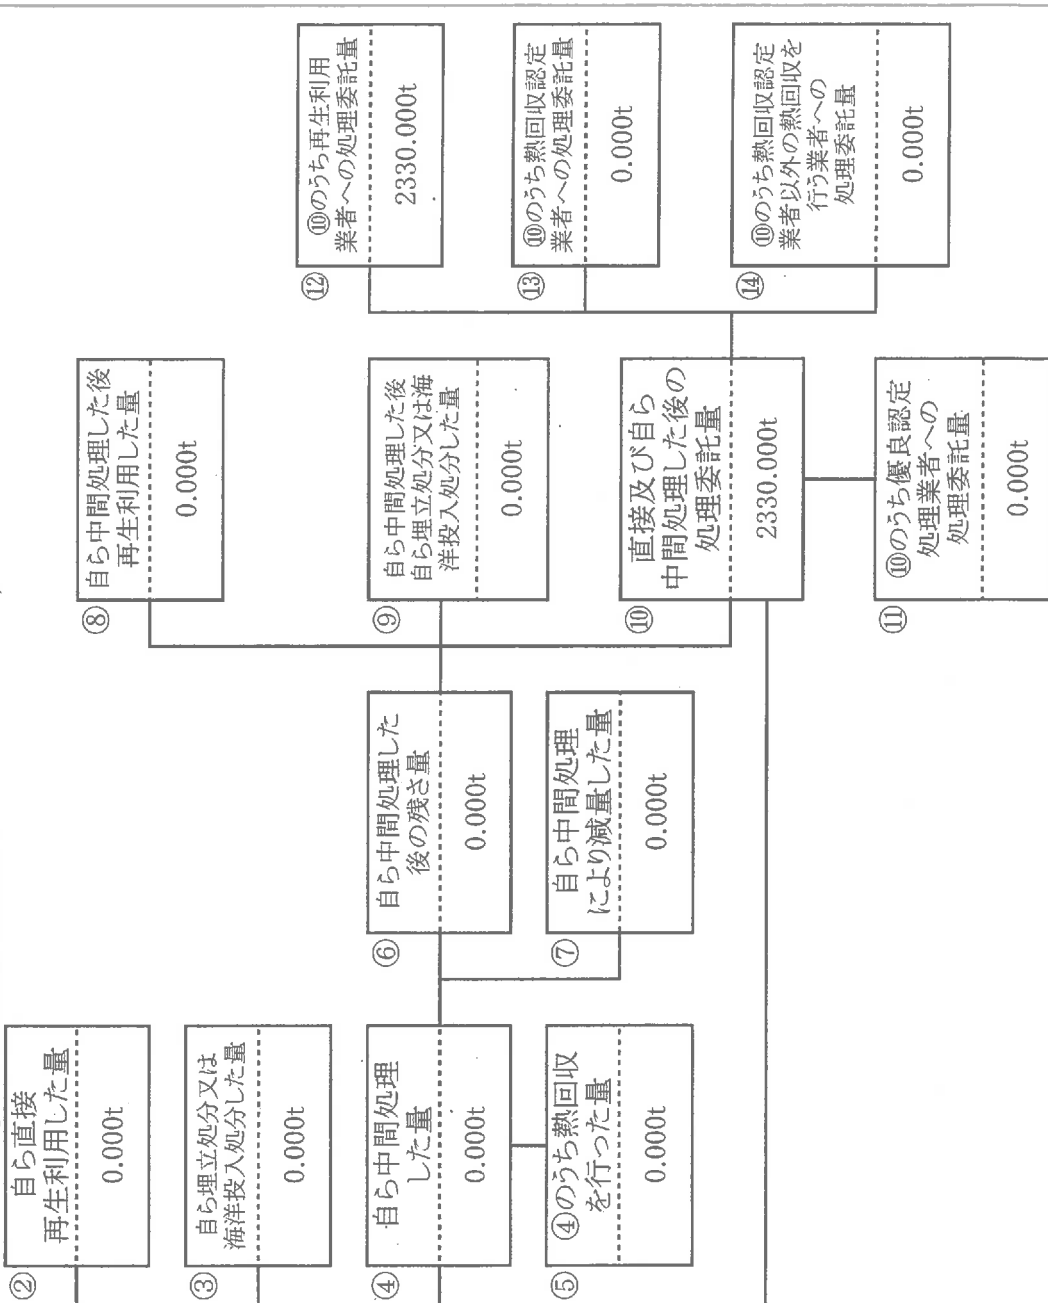 ②
自ら直接
再生利用した量
0.000t
③
自ら埋立処分又は
海洋投入処分した量
0.000t
④
自ら中間処理
した量
0.000t
⑤
④のうち熱回収
を行った量
0.000t
⑥
自ら中間処理した
後の残さ量
0.000t
⑦
自ら中間処理
により減量した量
0.000t
⑧
自ら中間処理した後
再生利用した量
0.000t
⑨
自ら中間処理した後
自ら埋立処分又は海
洋投入処分した量
0.000t
⑩
直接及び自ら
中間処理した後の
処理委託量
2330.000t
⑪
⑩のうち優良認定
処理業者への
処理委託量
0.000t
⑫
⑩のうち再生利用
業者への処理委託量
2330.000t
⑬
⑩のうち熱回収認定
業者への処理委託量
0.000t
⑭
⑩のうち熱回収認定
業者以外の熱回収を
行う業者への
処理委託量
0.000t